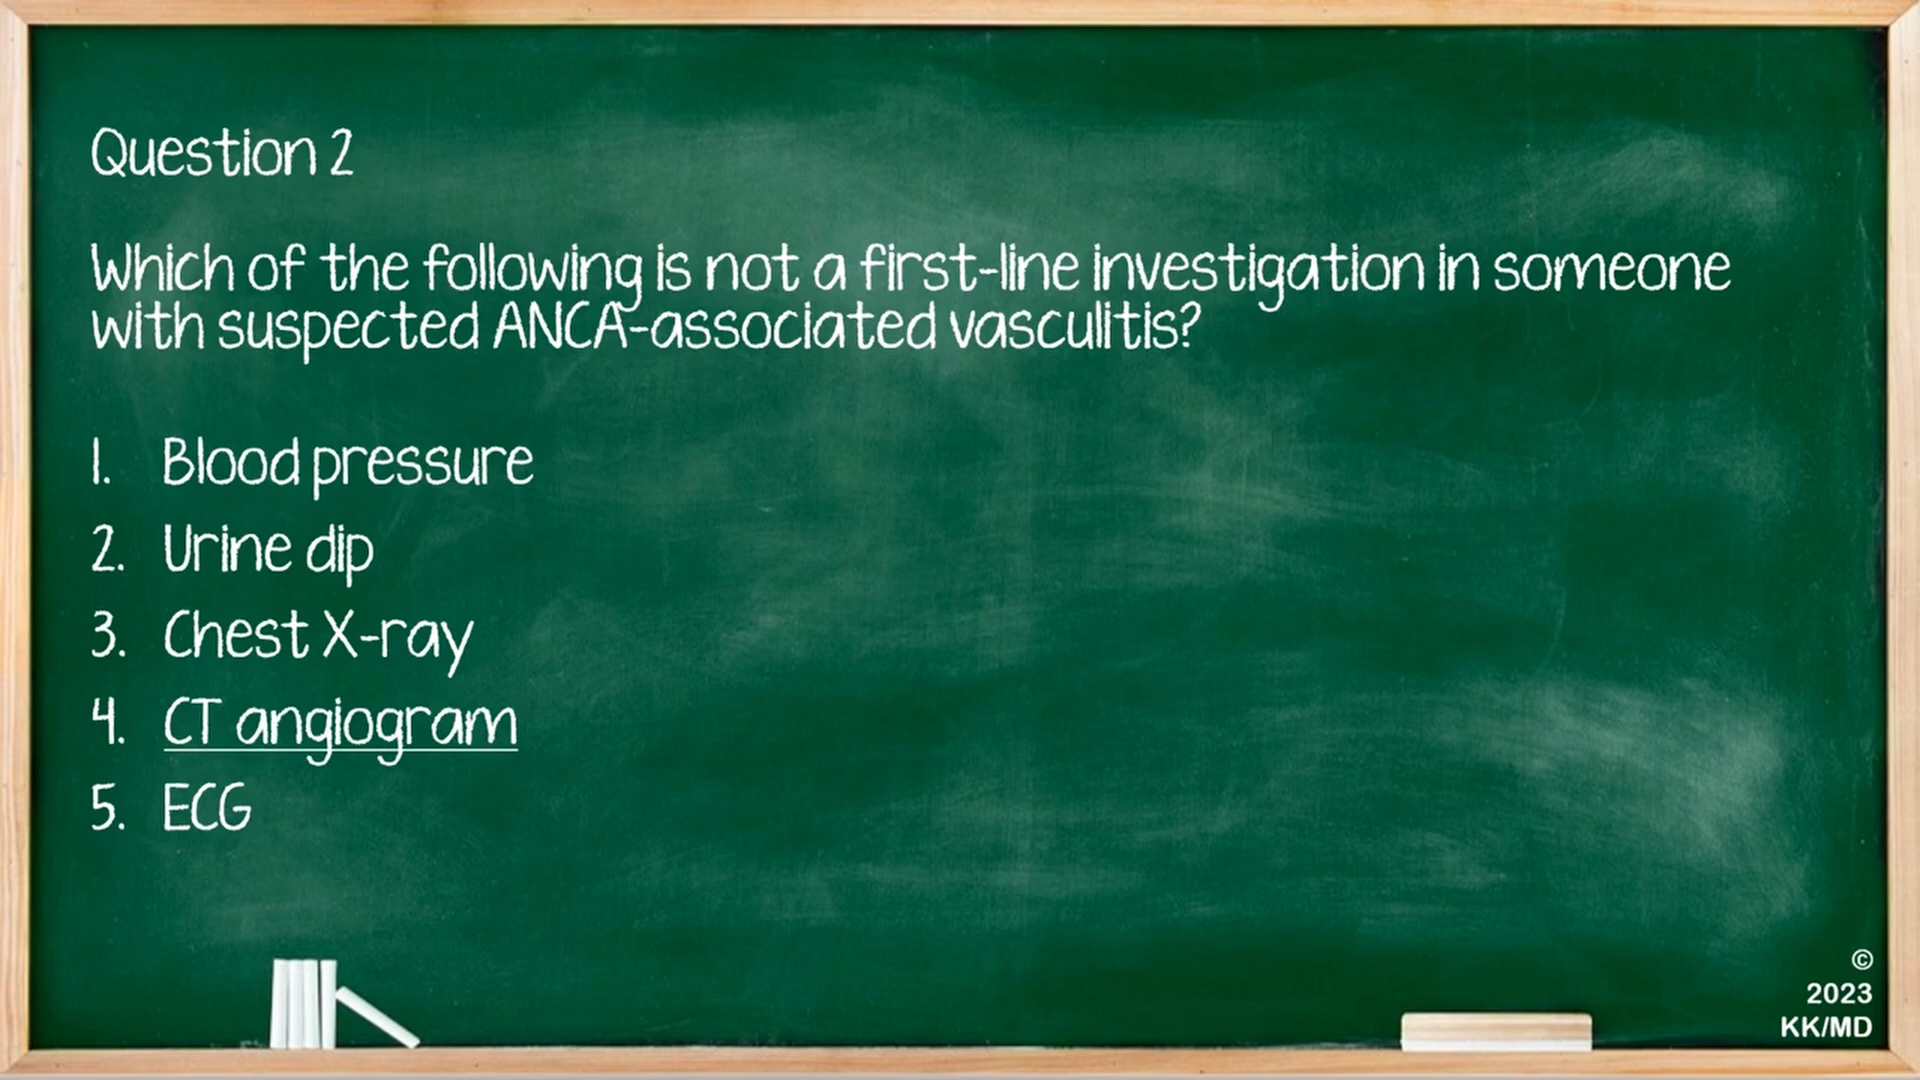 Question 2
Which of the following is not a first-line investigation in someone
with suspected ANCA-associated vasculitis?
1. Blood pressure
2. Urine dip
3. Chest X-ray
4. CT angiogram
5. ECG
©
2023
KK/MD